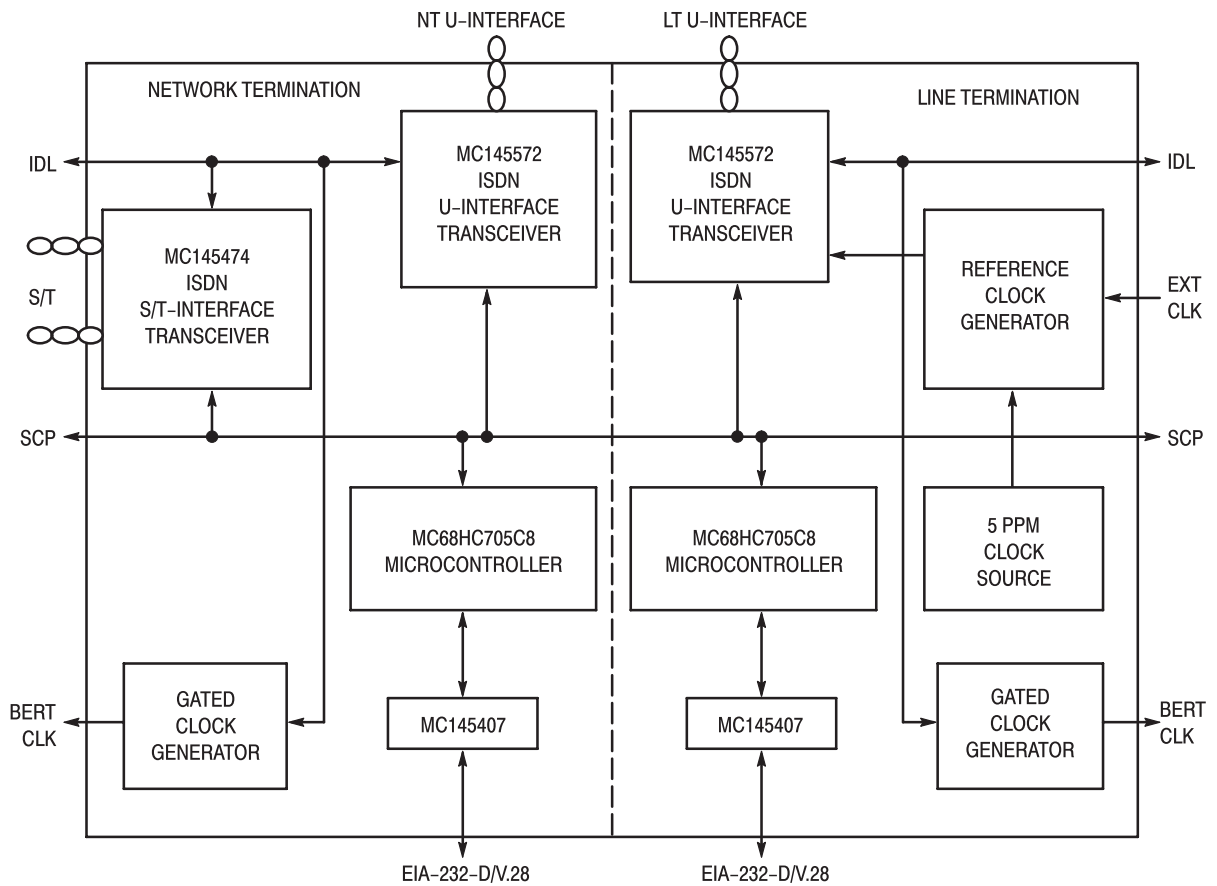 NT U-INTERFACE
LT U-INTERFACE
NETWORK TERMINATION
LINE TERMINATION
IDL
MC145572
ISDN
U-INTERFACE
TRANSCEIVER
MC145572
ISDN
U-INTERFACE
TRANSCEIVER
IDL
S/T
MC145474
ISDN
S/T-INTERFACE
TRANSCEIVER
REFERENCE
CLOCK
GENERATOR
EXT
CLK
SCP
SCP
MC68HC705C8
MICROCONTROLLER
MC68HC705C8
MICROCONTROLLER
5 PPM
CLOCK
SOURCE
BERT
CLK
GATED
CLOCK
GENERATOR
MC145407
MC145407
GATED
CLOCK
GENERATOR
BERT
CLK
EIA-232-D/V.28
EIA-232-D/V.28